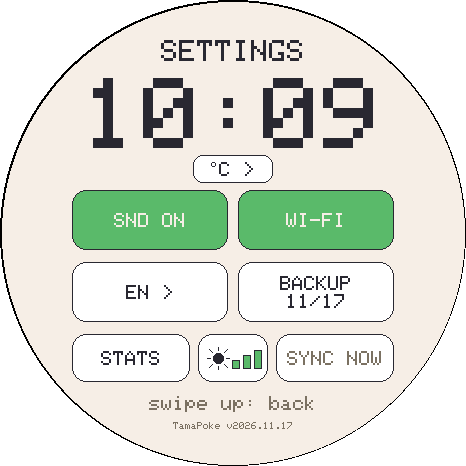 SETTINGS
10:09
°C >
SND ON
WI-FI
EN >
BACKUP
11/17
STATS
SYNC NOW
swipe up: back
TamaPoke v2026.11.17